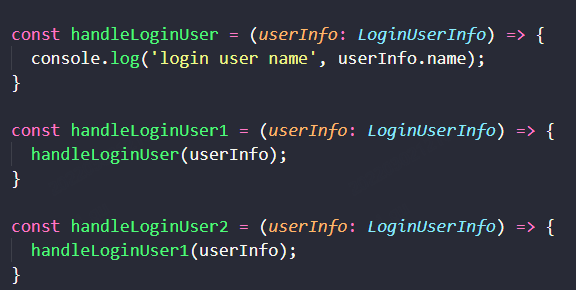 const handleLoginUser = (userInfo: LoginUserInfo) => {
  console.log('login user name', userInfo.name);
}
const handleLoginUser1 = (userInfo: LoginUserInfo) => {
  handleLoginUser(userInfo);
}
const handleLoginUser2 = (userInfo: LoginUserInfo) => {
  handleLoginUser1(userInfo);
}